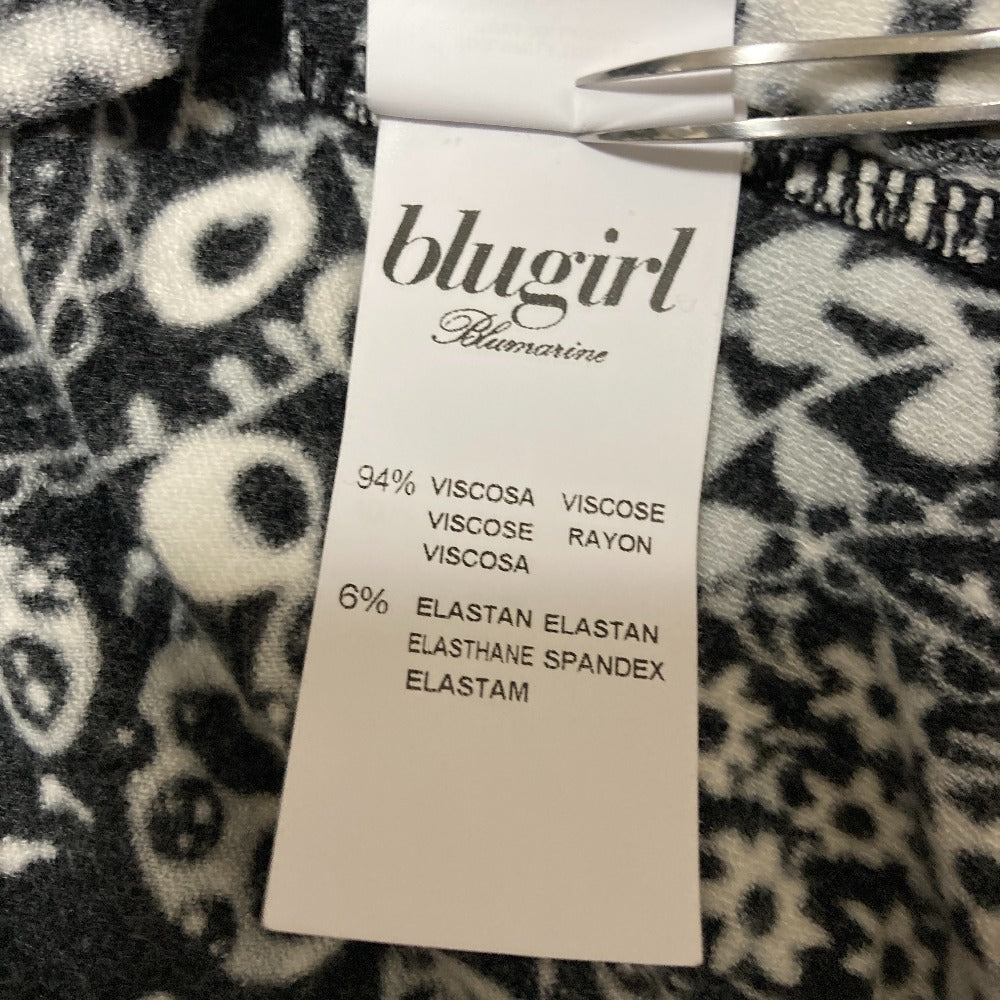 blugirl
Blumarine
94% VISCOSA VISCOSE
VISCOSE RAYON
VISCOSA
6% ELASTAN ELASTAN
ELASTHANE SPANDEX
ELASTAM